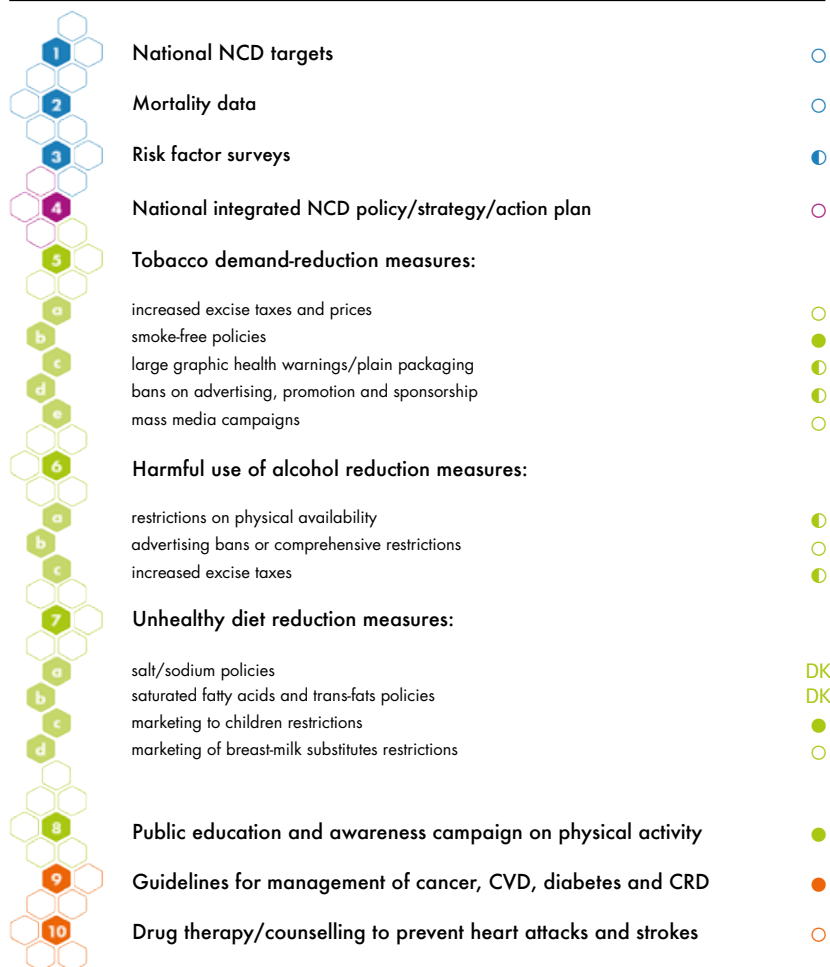 1 National NCD targets ○
2 Mortality data ○
3 Risk factor surveys ◐
4 National integrated NCD policy/strategy/action plan ○
5 Tobacco demand-reduction measures:
a increased excise taxes and prices ○
b smoke-free policies ●
c large graphic health warnings/plain packaging ◐
d bans on advertising, promotion and sponsorship ◐
e mass media campaigns ○
6 Harmful use of alcohol reduction measures:
a restrictions on physical availability ◐
b advertising bans or comprehensive restrictions ○
c increased excise taxes ◐
7 Unhealthy diet reduction measures:
a salt/sodium policies DK
b saturated fatty acids and trans-fats policies DK
c marketing to children restrictions ●
d marketing of breast-milk substitutes restrictions ○
8 Public education and awareness campaign on physical activity ●
9 Guidelines for management of cancer, CVD, diabetes and CRD ●
10 Drug therapy/counselling to prevent heart attacks and strokes ○